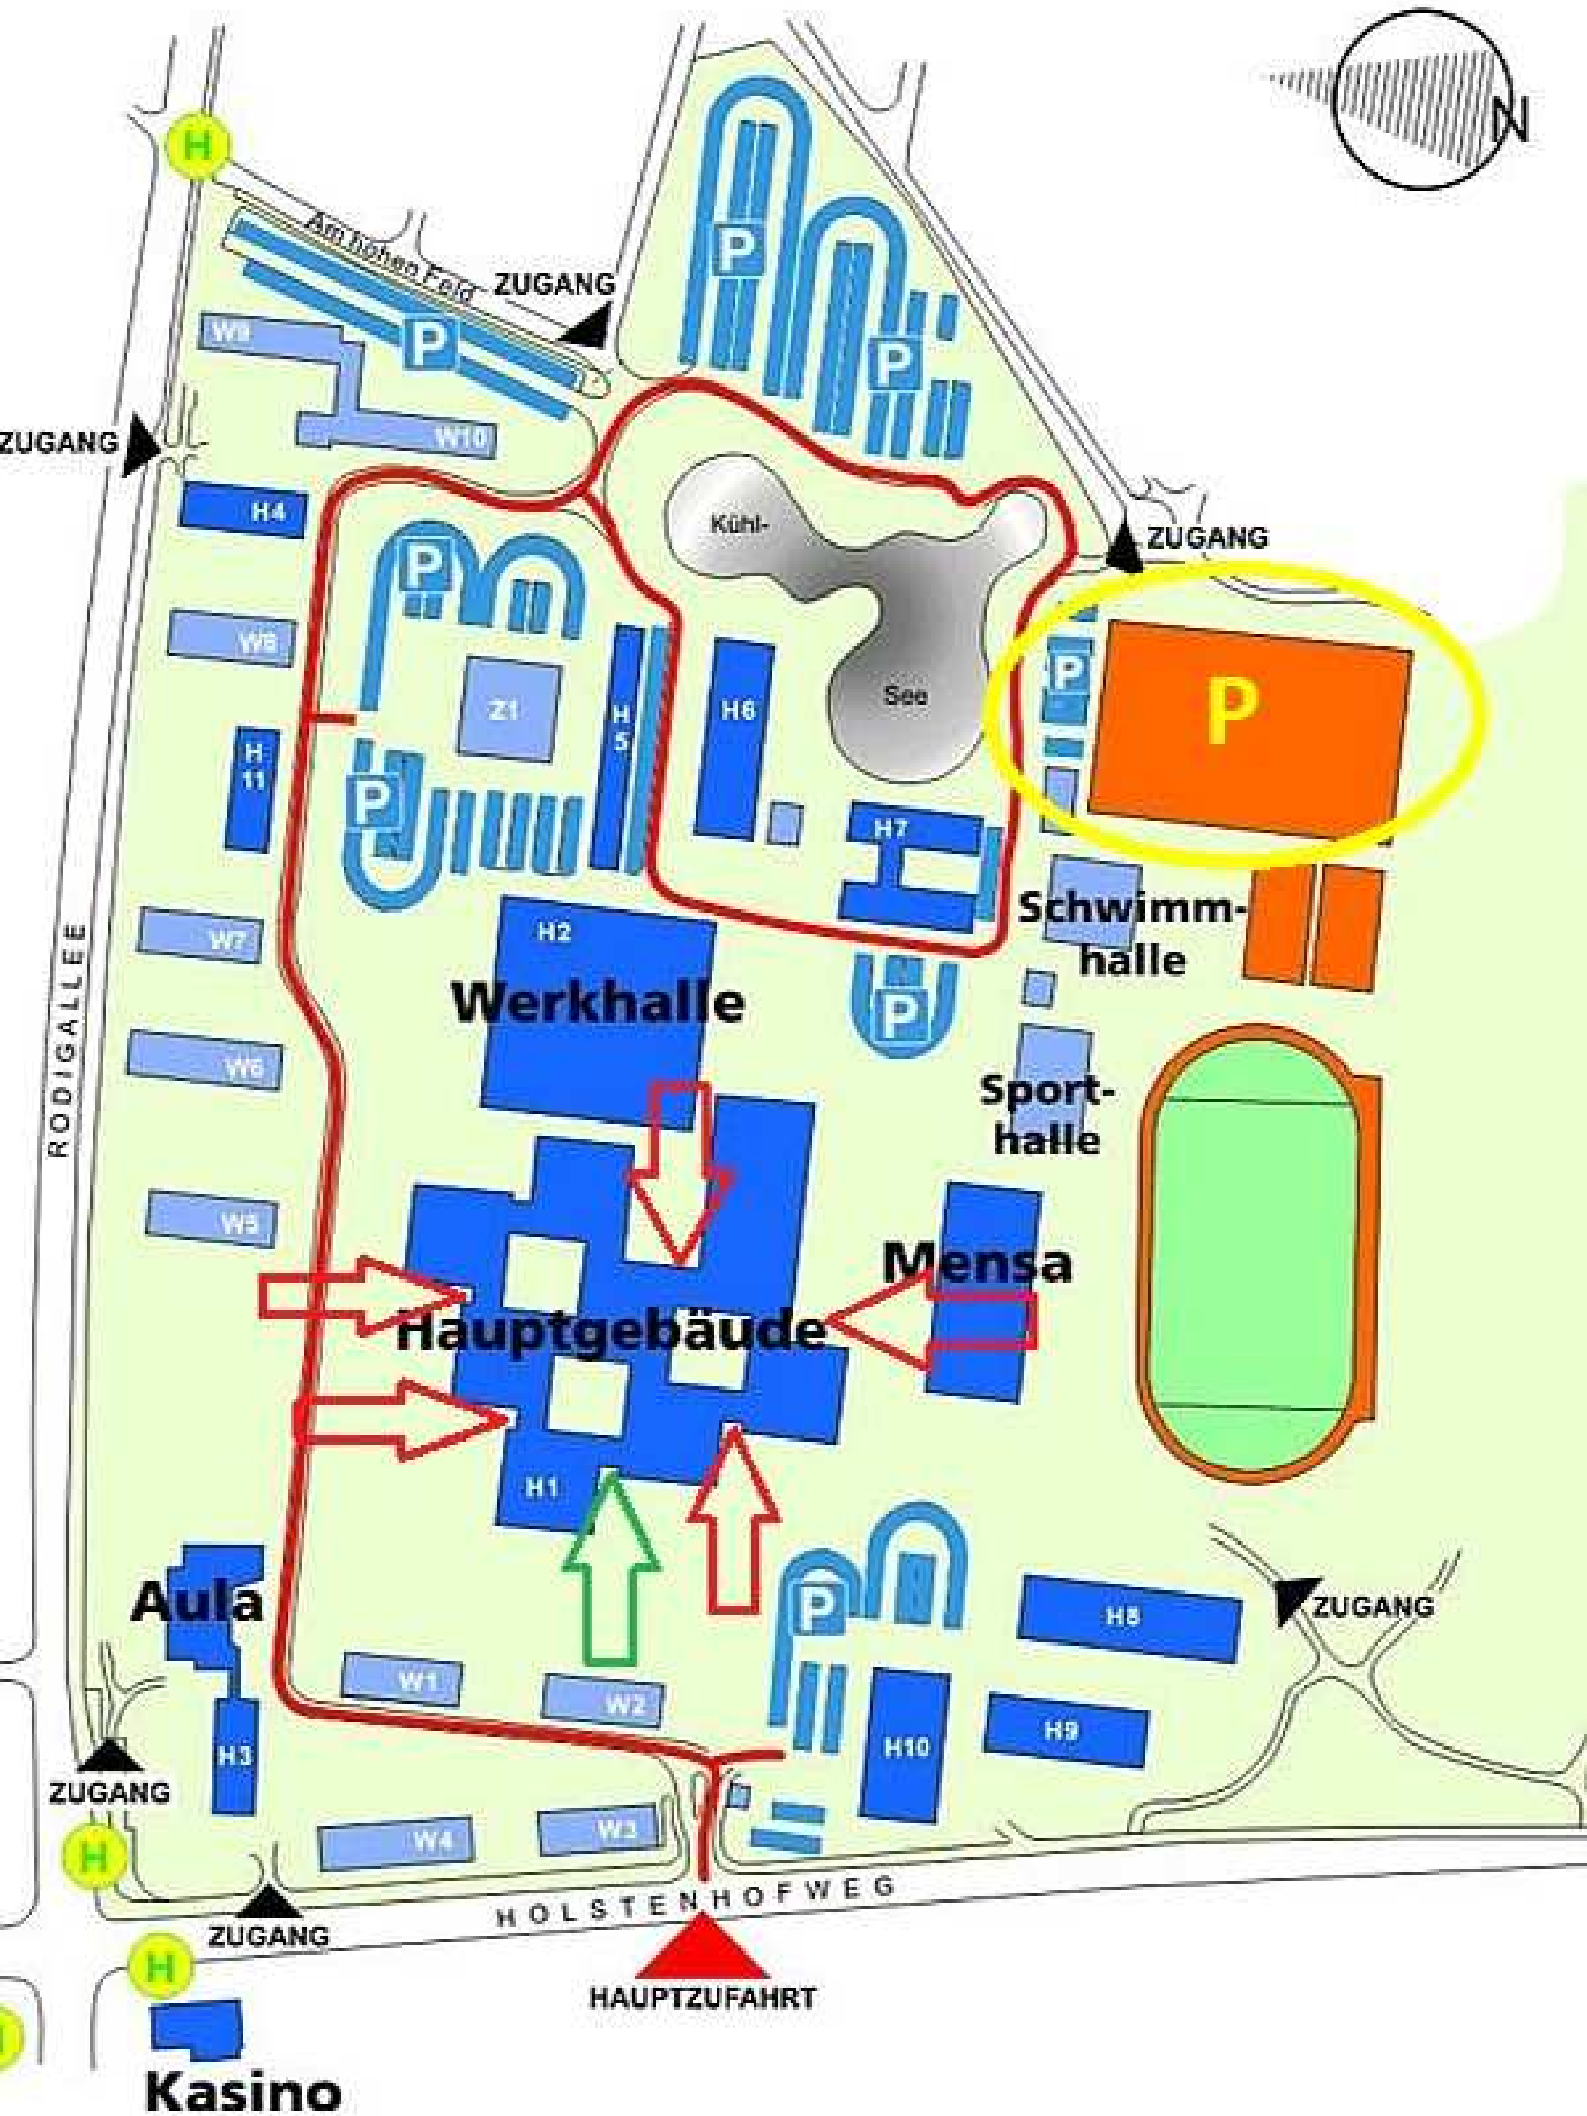 N
H
Am hohen Feld
ZUGANG
P
P
P
W9
W10
ZUGANG
H4
Kühl-
ZUGANG
P
W8
Z1
H
5
H6
See
P
P
H
11
P
H7
Schwimm-
halle
W7
H2
Werkhalle
P
RODIGALLEE
W6
Sport-
halle
W5
Mensa
Hauptgebäude
H1
Aula
P
H8
ZUGANG
W1
W2
H3
H10
H9
ZUGANG
H
W4
W3
HOLSTENHOFWEG
ZUGANG
H
HAUPTZUFAHRT
Kasino